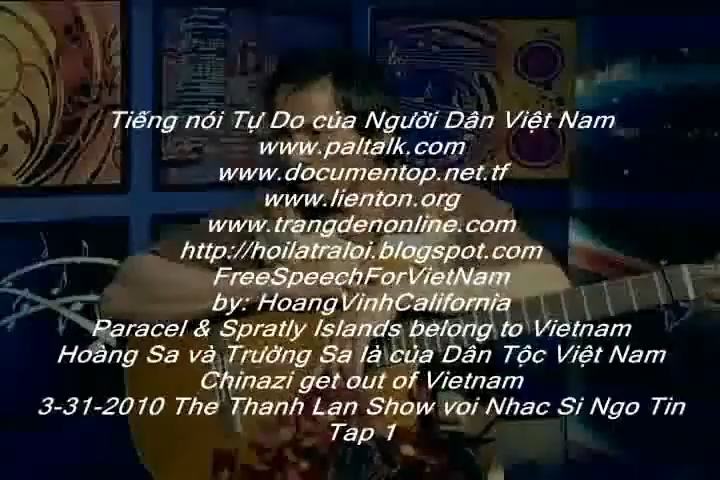 Tiếng nói Tự Do của Người Dân Việt Nam
www.paltalk.com
www.documentop.net.tf
www.lienton.org
www.trangdenonline.com
http://hoilatraloi.blogspot.com
FreeSpeechForVietNam
by: HoangVinhCalifornia
Paracel & Spratly Islands belong to Vietnam
Hoàng Sa và Trường Sa là của Dân Tộc Việt Nam
Chinazi get out of Vietnam
3-31-2010 The Thanh Lan Show voi Nhac Si Ngo Tin
Tap 1